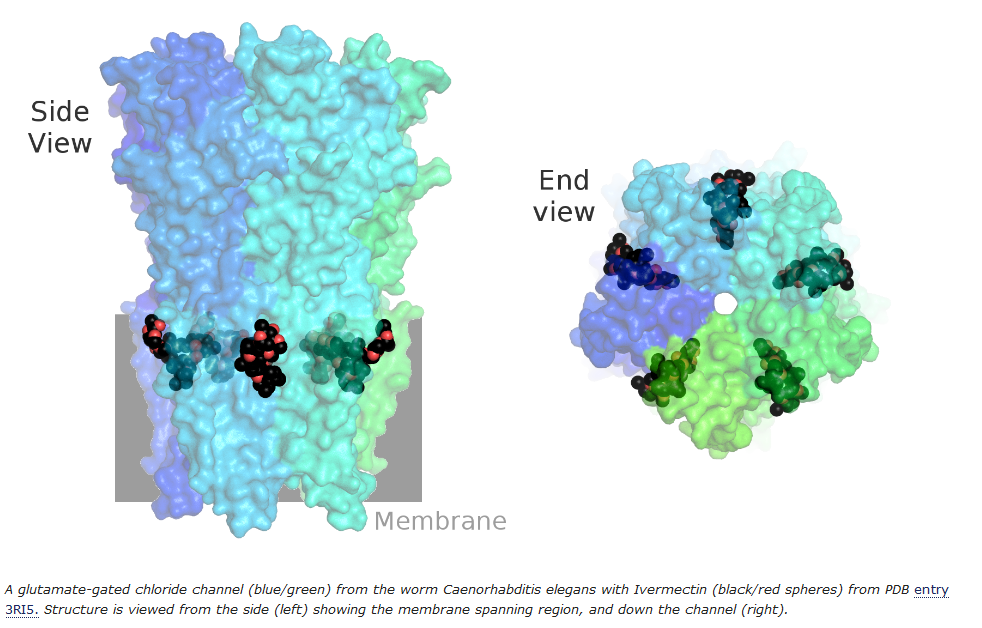 Side
View
End
view
Membrane
A glutamate-gated chloride channel (blue/green) from the worm Caenorhabditis elegans with Ivermectin (black/red spheres) from PDB entry
3RI5. Structure is viewed from the side (left) showing the membrane spanning region, and down the channel (right).